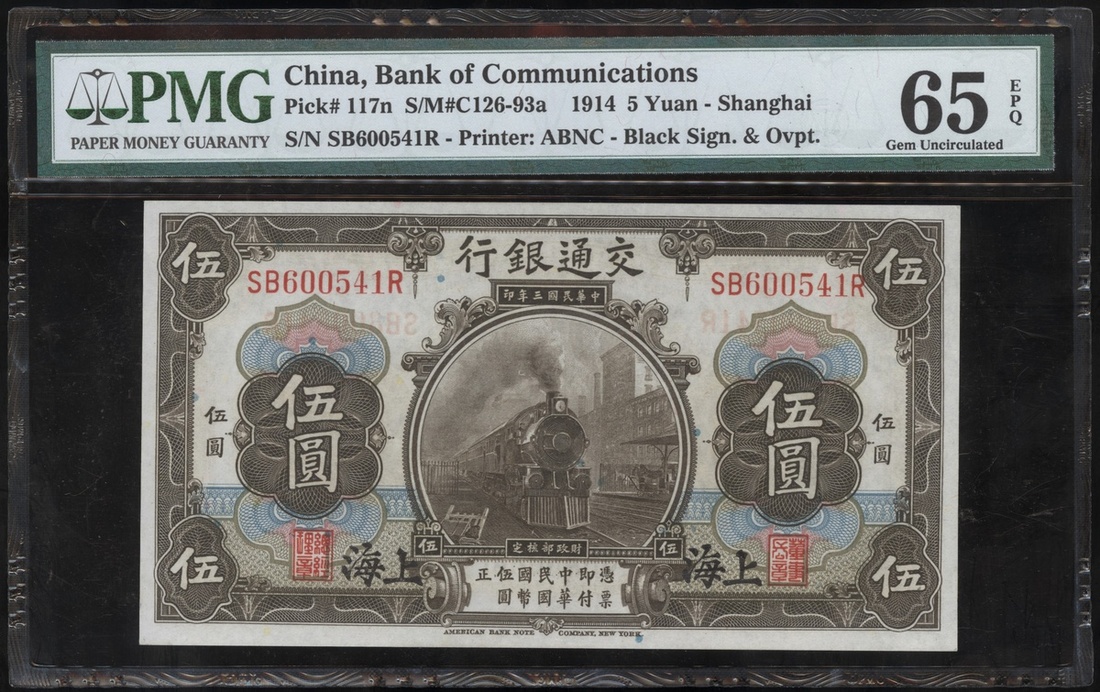 PMG
PAPER MONEY GUARANTY
China, Bank of Communications
Pick# 117n S/M#C126-93a 1914 5 Yuan - Shanghai
S/N SB600541R - Printer: ABNC - Black Sign. & Ovpt.
65 EPQ
Gem Uncirculated
伍
行銀通交
伍
SB600541R
SB600541R
印年三國民華中
伍圓
伍圓
伍圓
伍圓
伍
定核部政財
伍
伍
海上
海上
伍
憑票即付中華民國國幣伍圓正
AMERICAN BANK NOTE COMPANY, NEW YORK.